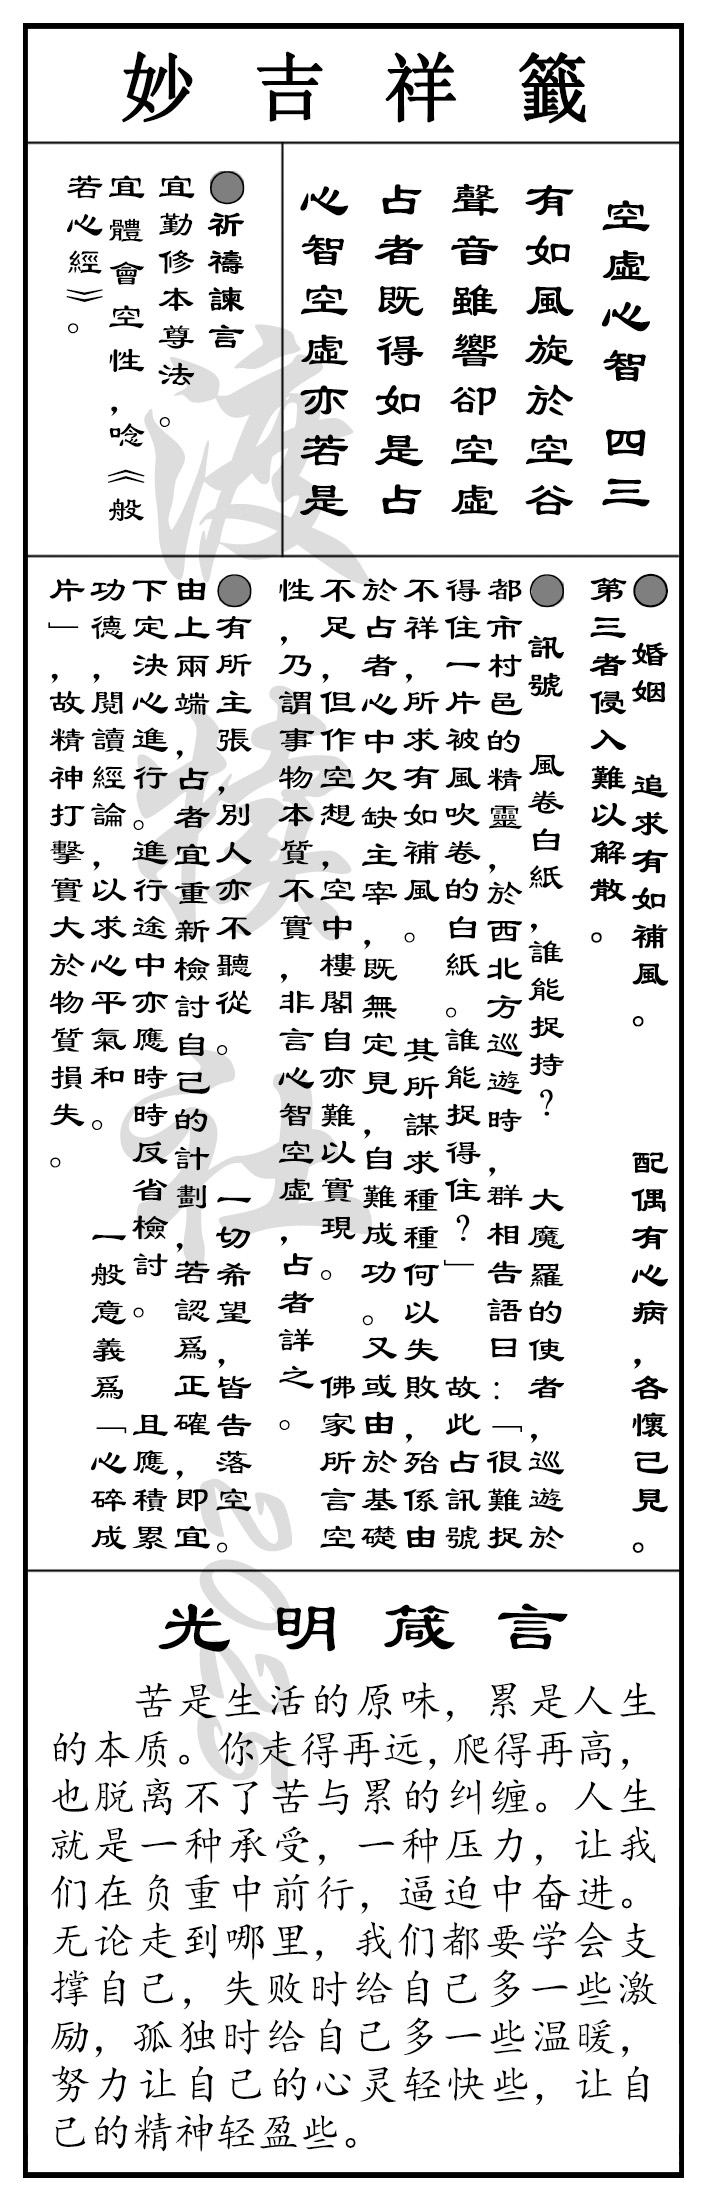 妙吉祥籤
空虛心智 四三
有如風旋於空谷
聲音雖響卻空虛
占者既得如是占
心智空虛亦若是
●祈禱諫言
宜勤修本尊法。
宜體會空性，唸《般
若心經》。
●婚姻 追求有如補風。 配偶有心病，各懷己見。
第三者侵入難以解散。
●訊號 風卷白紙，誰能捉持？ 大魔羅的使者，巡遊於
都市村邑的精靈，於西北方巡遊時，群相告語曰：「很難捉
得住一片被風吹卷的白紙。誰能捉得住？」 故此占訊號
不祥，所求有如補風。 其所謀求種種何以失敗，殆係由
於占者心中欠缺主宰，既無定見，自難成功。又或由於基礎
不足，但作空想，空中樓閣自亦難以實現。 佛家所言空
性，乃謂事物本質不實，非言心智空虛，占者詳之。
●有所主張，別人亦不聽從。 一切希望，皆告落空。
由上兩端，占者宜重新檢討自己的計劃，若認爲正確，即宜
下定決心進行。進行途中亦應時時反省檢討。 且應積累
功德，閱讀經論，以求心平氣和。 一般意義爲「心碎成
片」，故精神打擊實大於物質損失。
光明箴言
苦是生活的原味，累是人生
的本质。你走得再远，爬得再高，
也脱离不了苦与累的纠缠。人生
就是一种承受，一种压力，让我
们在负重中前行，逼迫中奋进。
无论走到哪里，我们都要学会支
撑自己，失败时给自己多一些激
励，孤独时给自己多一些温暖，
努力让自己的心灵轻快些，让自
己的精神轻盈些。
渡 社 2025